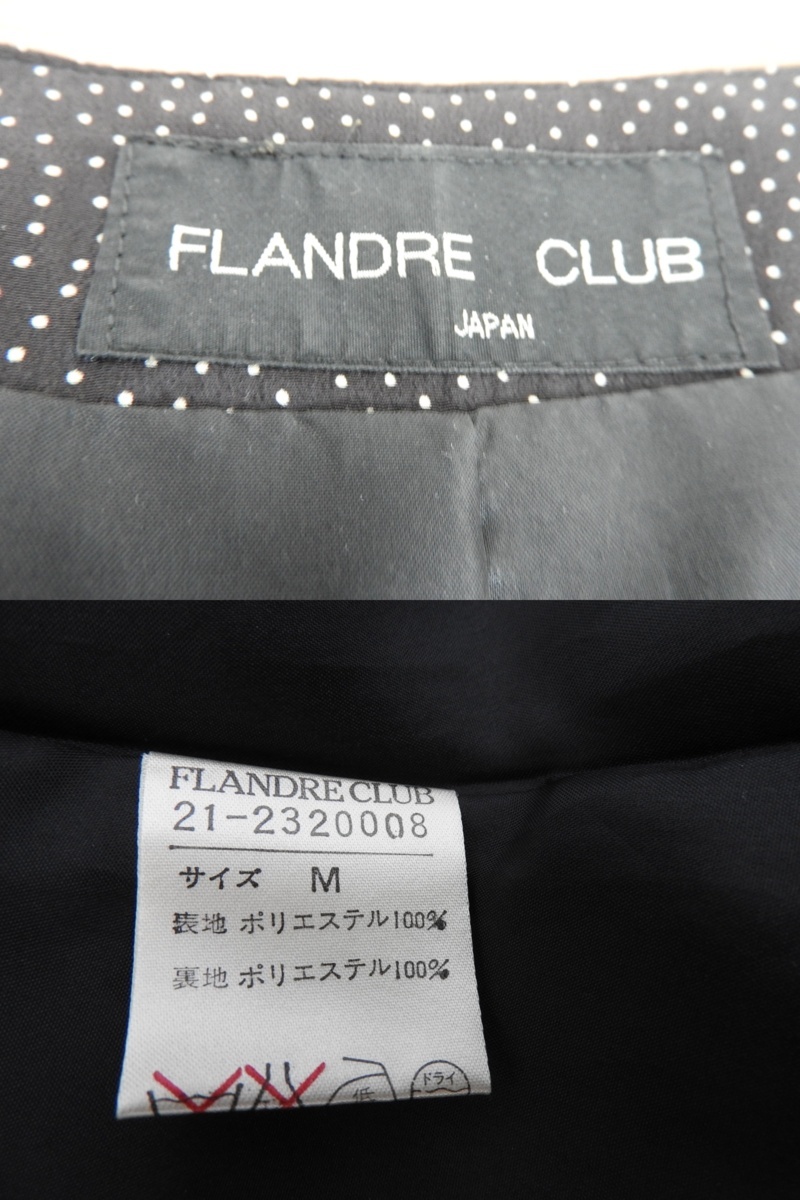 FLANDRE CLUB
JAPAN
FLANDRE CLUB
21-2320008
サイズ M
表地 ポリエステル100%
裏地 ポリエステル100%
低 ドライ